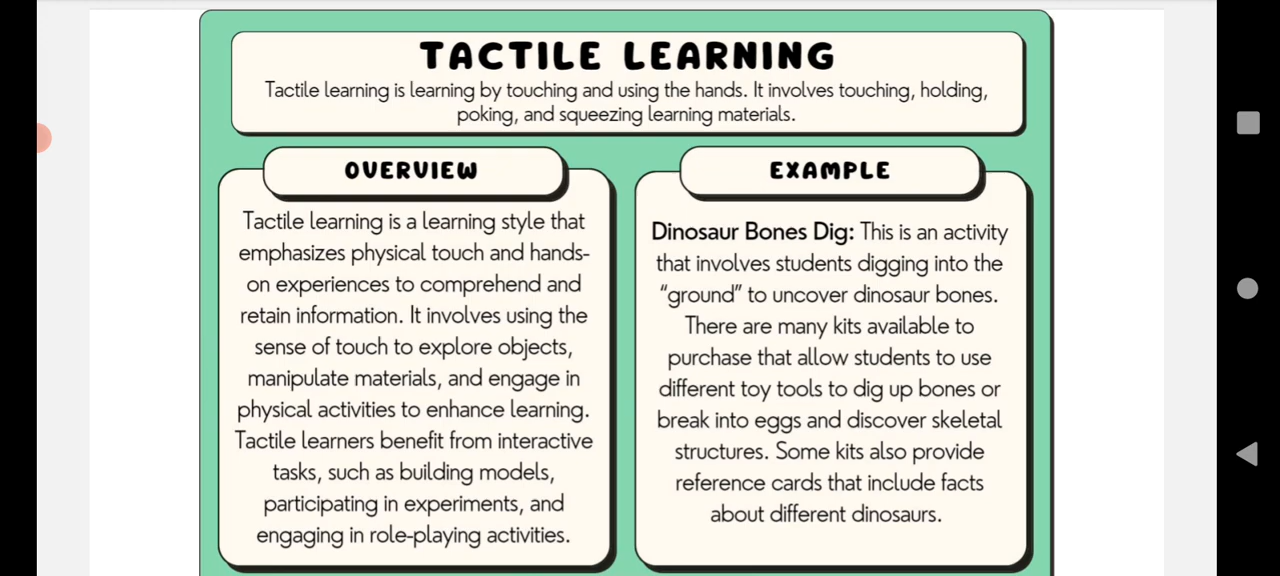 TACTILE LEARNING
Tactile learning is learning by touching and using the hands. It involves touching, holding,
poking, and squeezing learning materials.
OVERVIEW
Tactile learning is a learning style that
emphasizes physical touch and hands-
on experiences to comprehend and
retain information. It involves using the
sense of touch to explore objects,
manipulate materials, and engage in
physical activities to enhance learning.
Tactile learners benefit from interactive
tasks, such as building models,
participating in experiments, and
engaging in role-playing activities.
EXAMPLE
Dinosaur Bones Dig: This is an activity
that involves students digging into the
“ground” to uncover dinosaur bones.
There are many kits available to
purchase that allow students to use
different toy tools to dig up bones or
break into eggs and discover skeletal
structures. Some kits also provide
reference cards that include facts
about different dinosaurs.